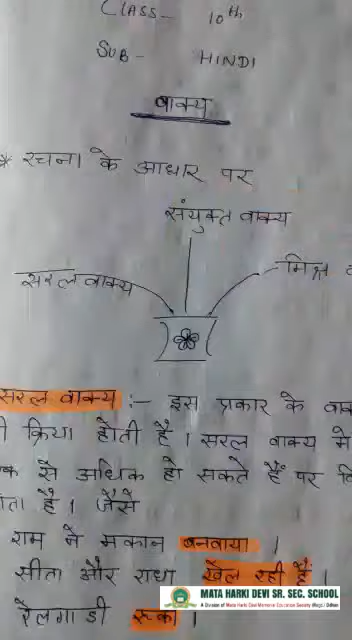 CLASS- 10th
SUB- HINDI
वाक्य
* रचना के आधार पर
संयुक्त वाक्य
सरल वाक्य
मिश्र
सरल वाक्य :- इस प्रकार के
क्रिया होती है। सरल वाक्य मे
से अधिक हो सकते हैं पर
है। जैसे
राम ने मकान बनवाया।
सीता और राधा खेल रही हैं।
रेलगाडी रुकी।
MATA HARKI DEVI SR. SEC. SCHOOL